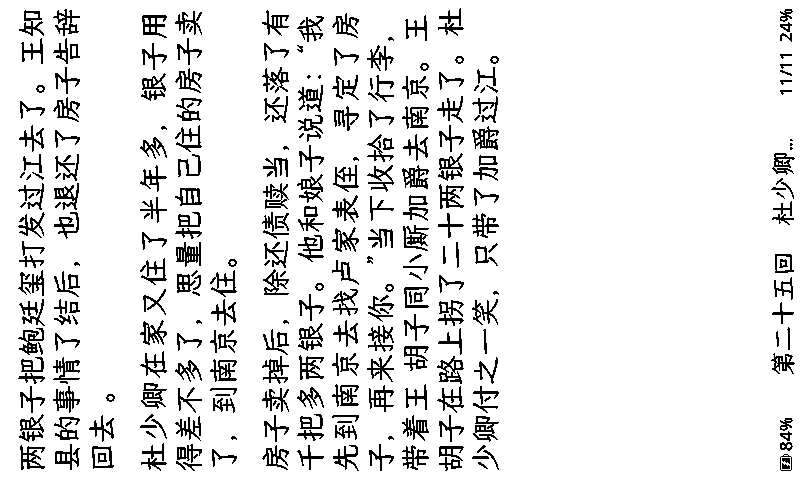 两银子把鲍廷玺打发过江去了。王知
县的事情了结后，也退还了房子告辞
回去。
杜少卿在家又住了半年多，银子用
得差不多了，思量把自己住的房子卖
了，到南京去住。
房子卖掉后，除还债赎当，还落了有
千把多两银子。他和娘子说道：“我
先到南京去找卢家表侄，寻定了房
子，再来接你。”当下收拾了行李，
带着王 胡子同小厮加爵去南京。王
胡子在路上拐了二十两银子走了。杜
少卿付之一笑，只带了加爵过江。
84% 第二十五回 杜少卿... 11/11 24%